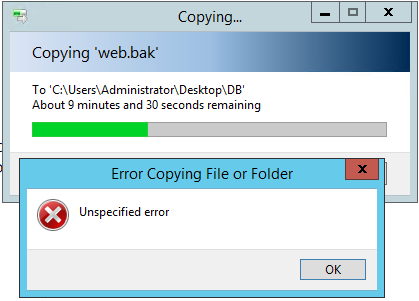 Copying...
Copying 'web.bak'
To 'C:\Users\Administrator\Desktop\DB'
About 9 minutes and 30 seconds remaining
Error Copying File or Folder
x
Unspecified error
OK